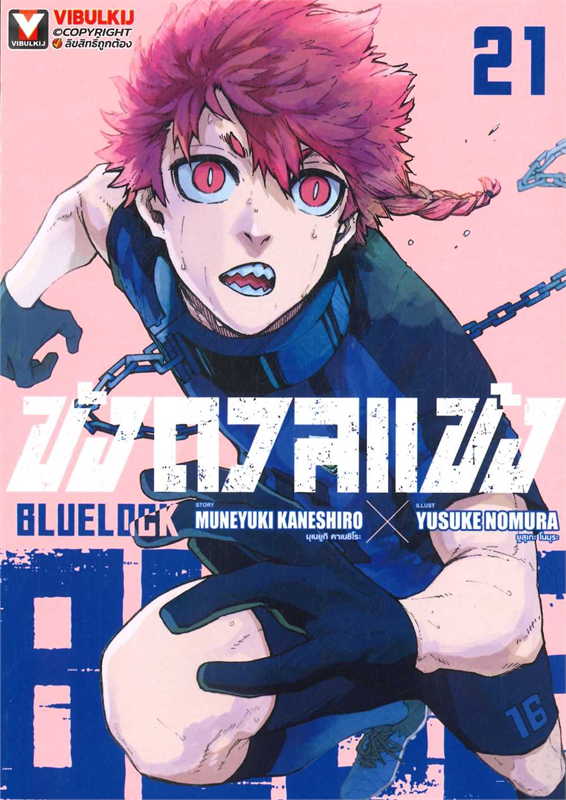 VIBULKIJ
©COPYRIGHT
ลิขสิทธิ์ถูกต้อง
V
VIBULKIJ
21
ขังดวลแข้ง
BLUELOCK
STORY
MUNEYUKI KANESHIRO
มุเนยูกิ คาเนชิโระ
×
ILLUST
YUSUKE NOMURA
ยูสุเกะ โนมุระ
16